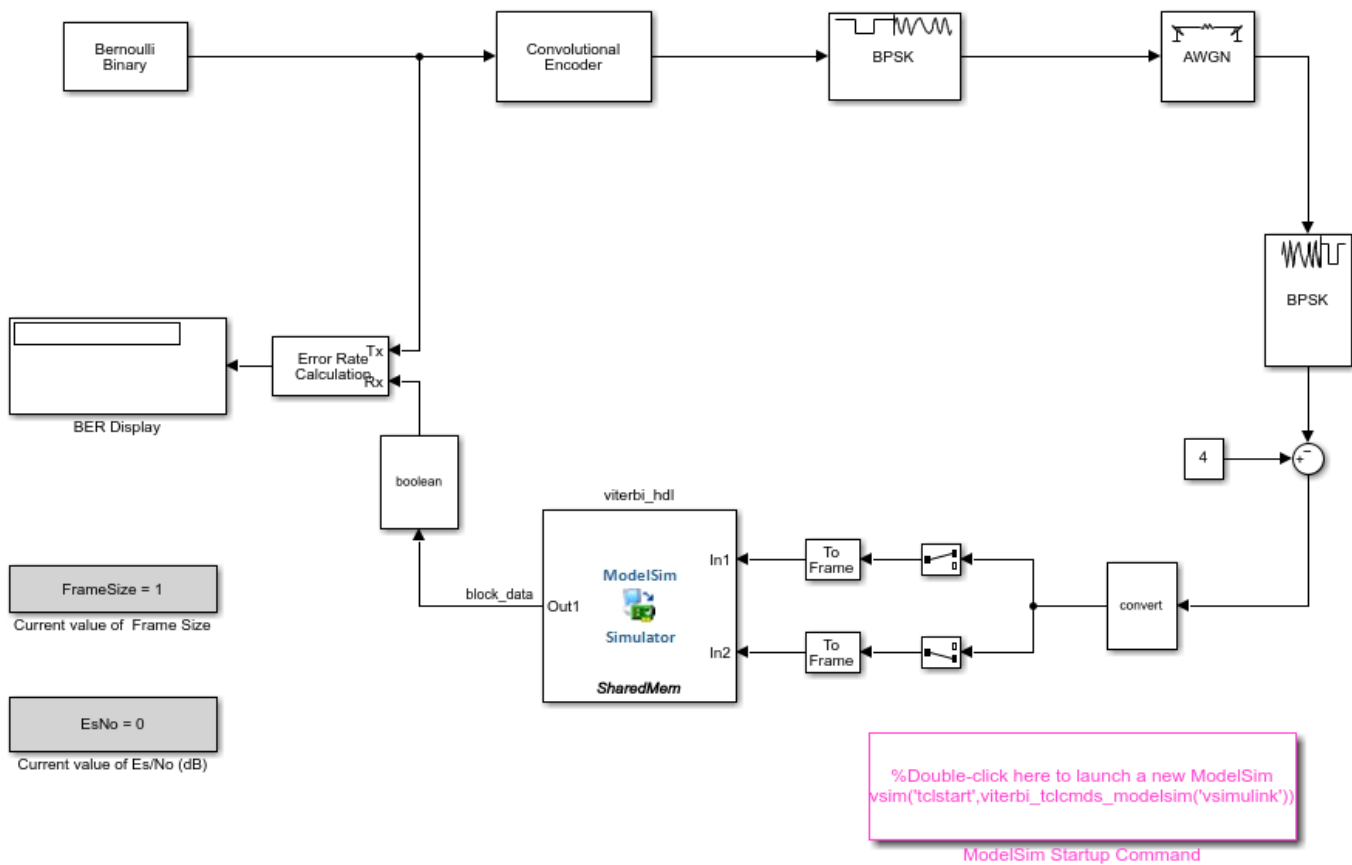 Bernoulli
Binary
Convolutional
Encoder
BPSK
AWGN
BPSK
Tx
Error Rate
Calculation
Rx
BER Display
4
boolean
viterbi_hdl
In1
To
Frame
ModelSim
block_data
Out1
convert
Simulator
In2
To
Frame
SharedMem
FrameSize = 1
Current value of Frame Size
EsNo = 0
Current value of Es/No (dB)
%Double-click here to launch a new ModelSim
vsim('tclstart',viterbi_tclcmds_modelsim('vsimulink'))
ModelSim Startup Command